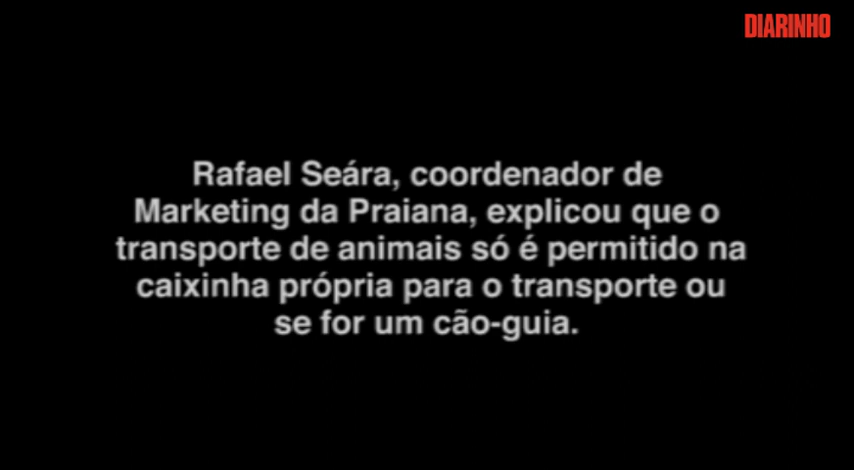 DIARINHO
Rafael Seára, coordenador de
Marketing da Praiana, explicou que o
transporte de animais só é permitido na
caixinha própria para o transporte ou
se for um cão-guia.